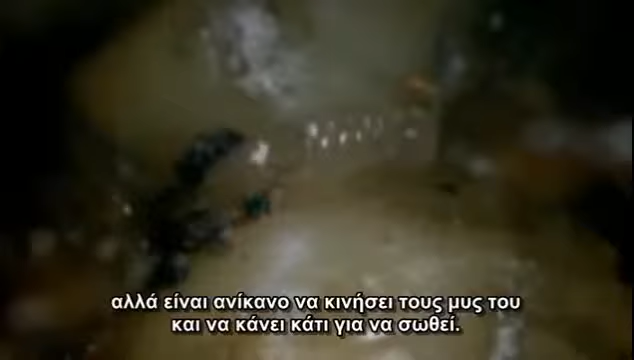 αλλά είναι ανίκανο να κινήσει τους μυς του
και να κάνει κάτι για να σωθεί.